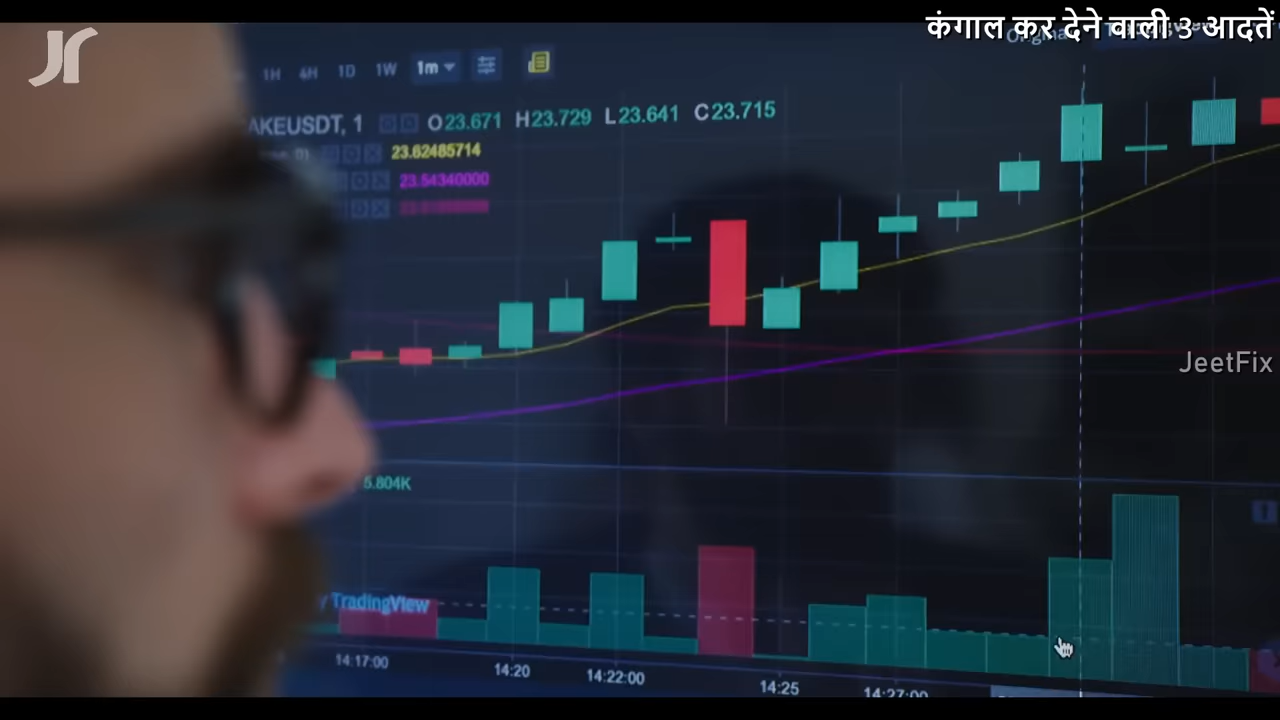 कंगाल कर देने वाली 3 आदतें
JR
1H 4H 1D 1W 1m
AKEUSDT, 1 O23.671 H23.729 L23.641 C23.715
23.62485714
23.54340000
JeetFix
5.804K
TradingView
14:17:00 14:20 14:22:00 14:25 14:27:00